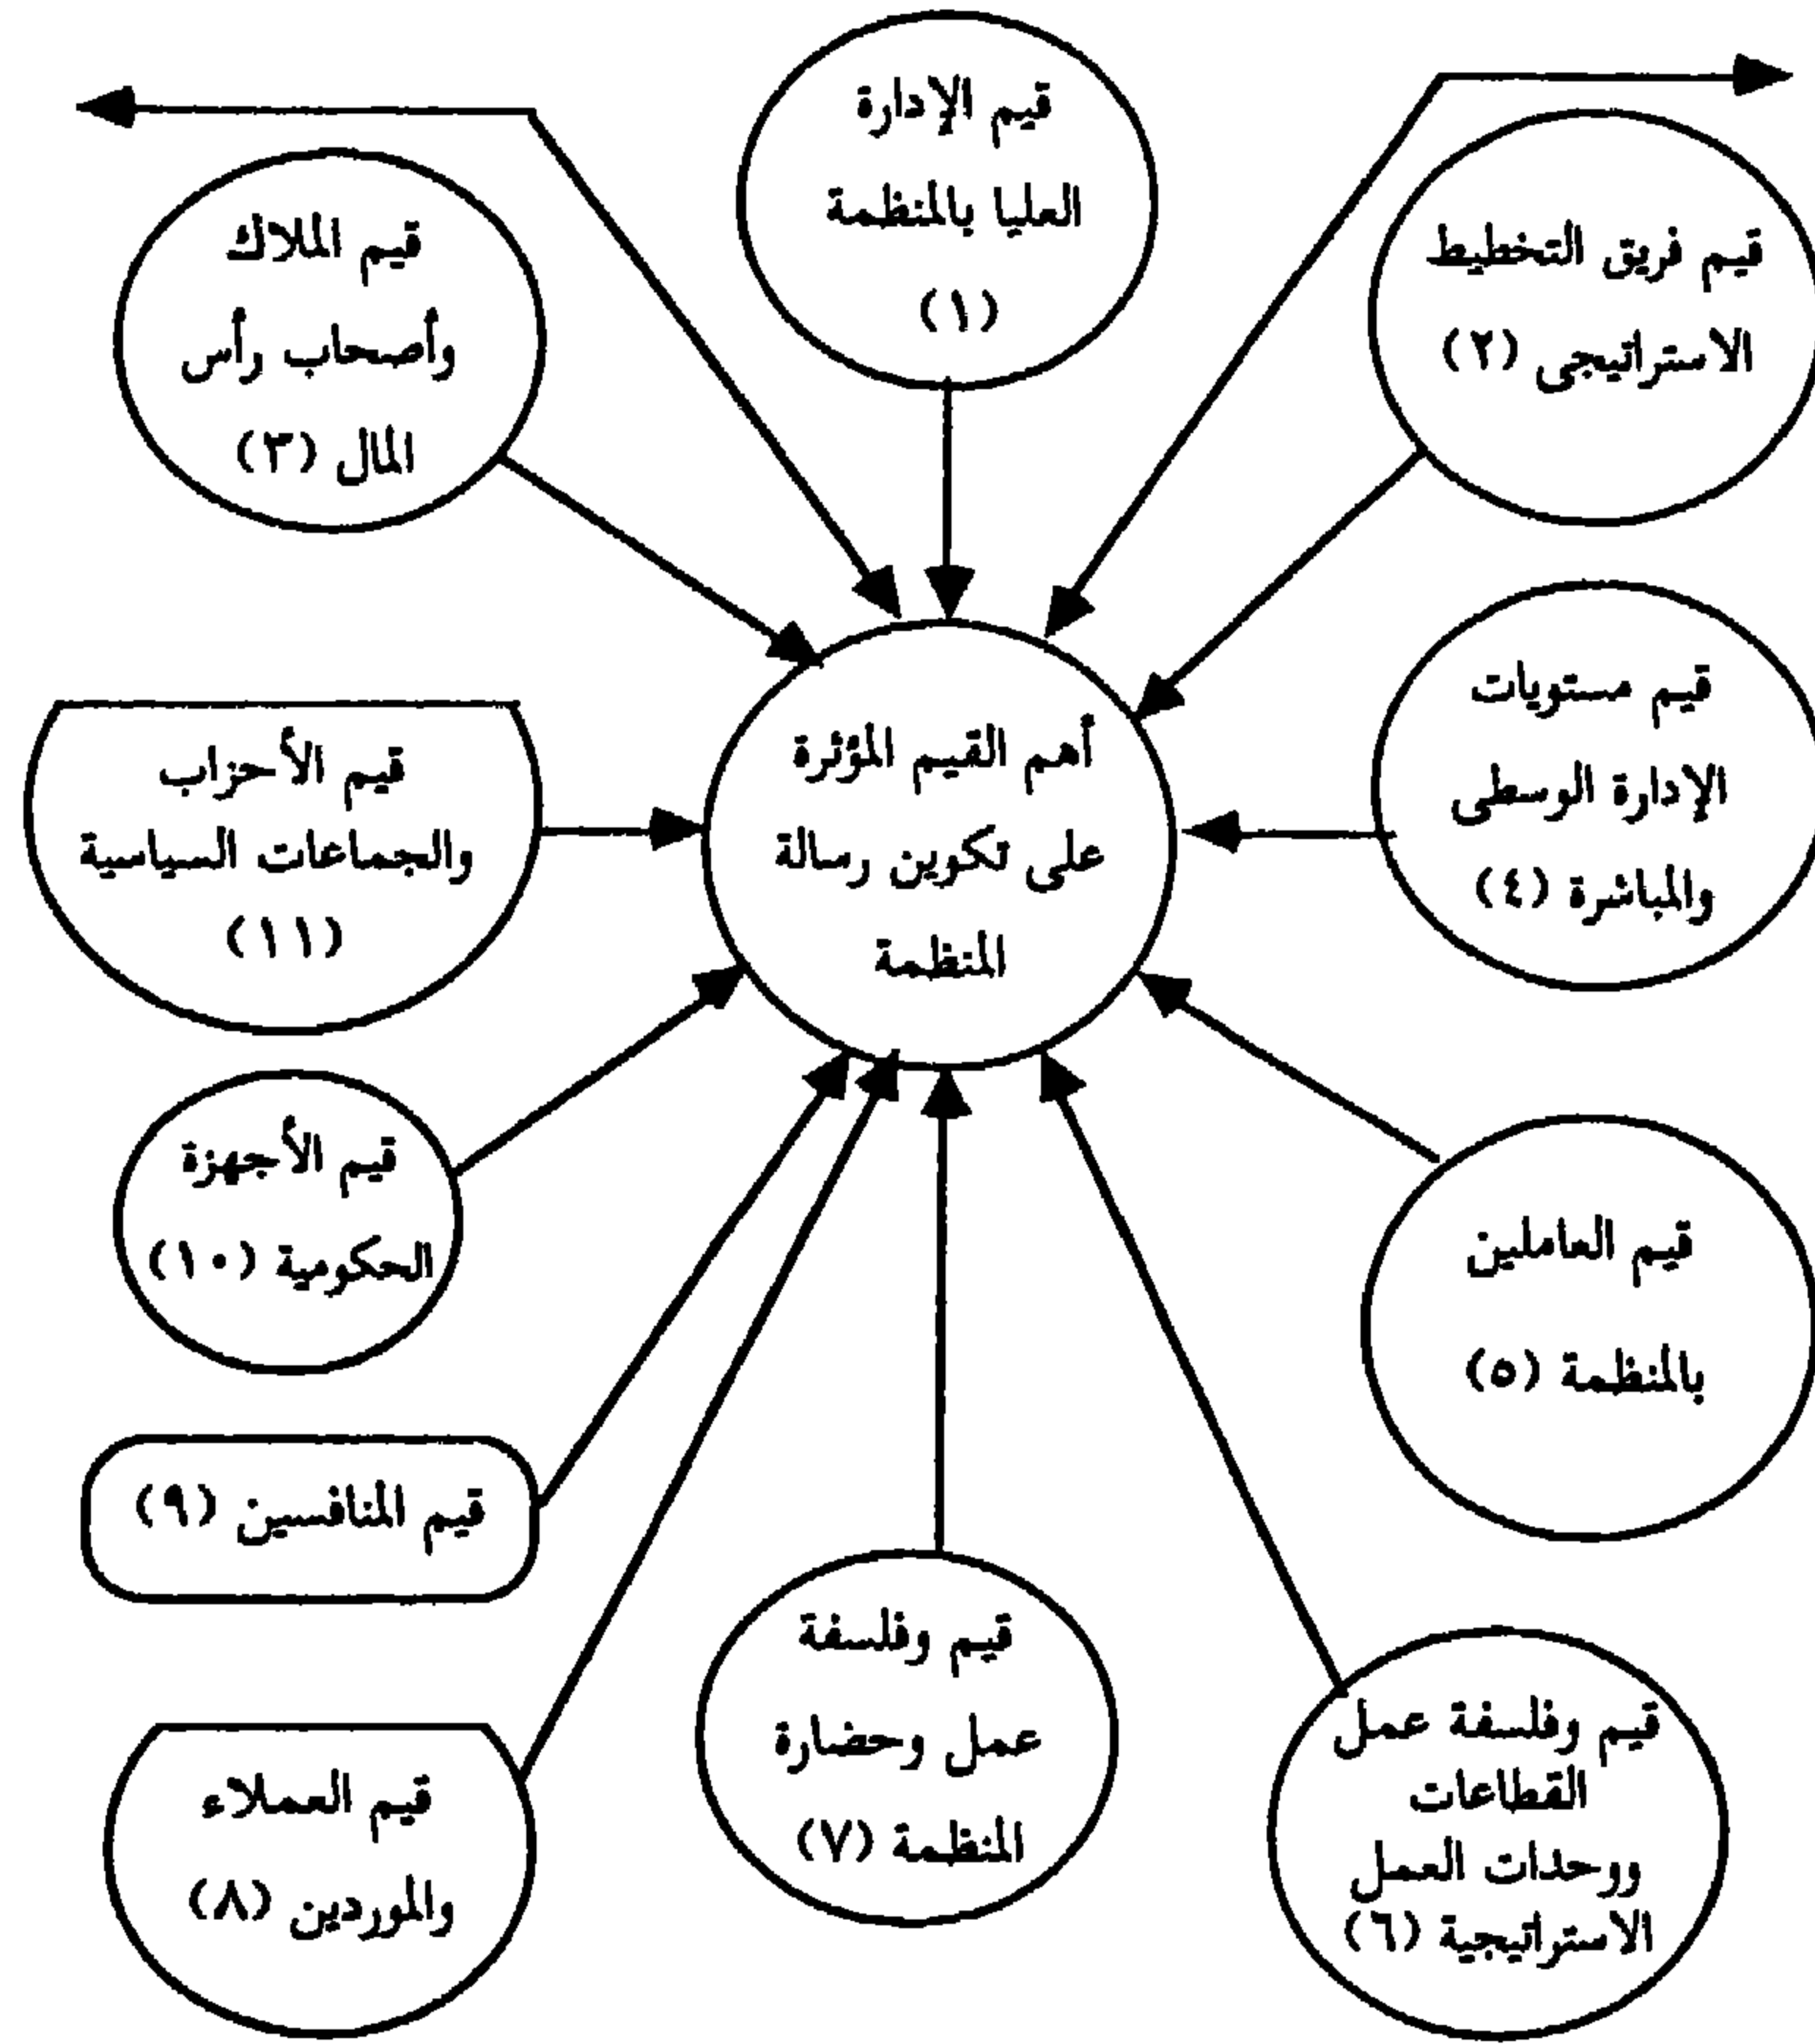 قيم الإدارة
العليا بالمنظمة
(١)
قيم فريق التخطيط
الاستراتيجى (٢)
قيم الملاك
وأصحاب رأس
المال (٣)
قيم مستويات
الإدارة الوسطى
والمباشرة (٤)
أهم القيم المؤثرة
على تكوين رسالة
المنظمة
قيم الأحزاب
والجماعات السياسية
(١١)
قيم العاملين
بالمنظمة (٥)
قيم الأجهزة
الحكومية (١٠)
قيم المنافسين (٩)
قيم وفلسفة عمل
القطاعات
ووحدات العمل
الاستراتيجية (٦)
قيم وفلسفة
عمل وحضارة
المنظمة (٧)
قيم العملاء
والموردين (٨)